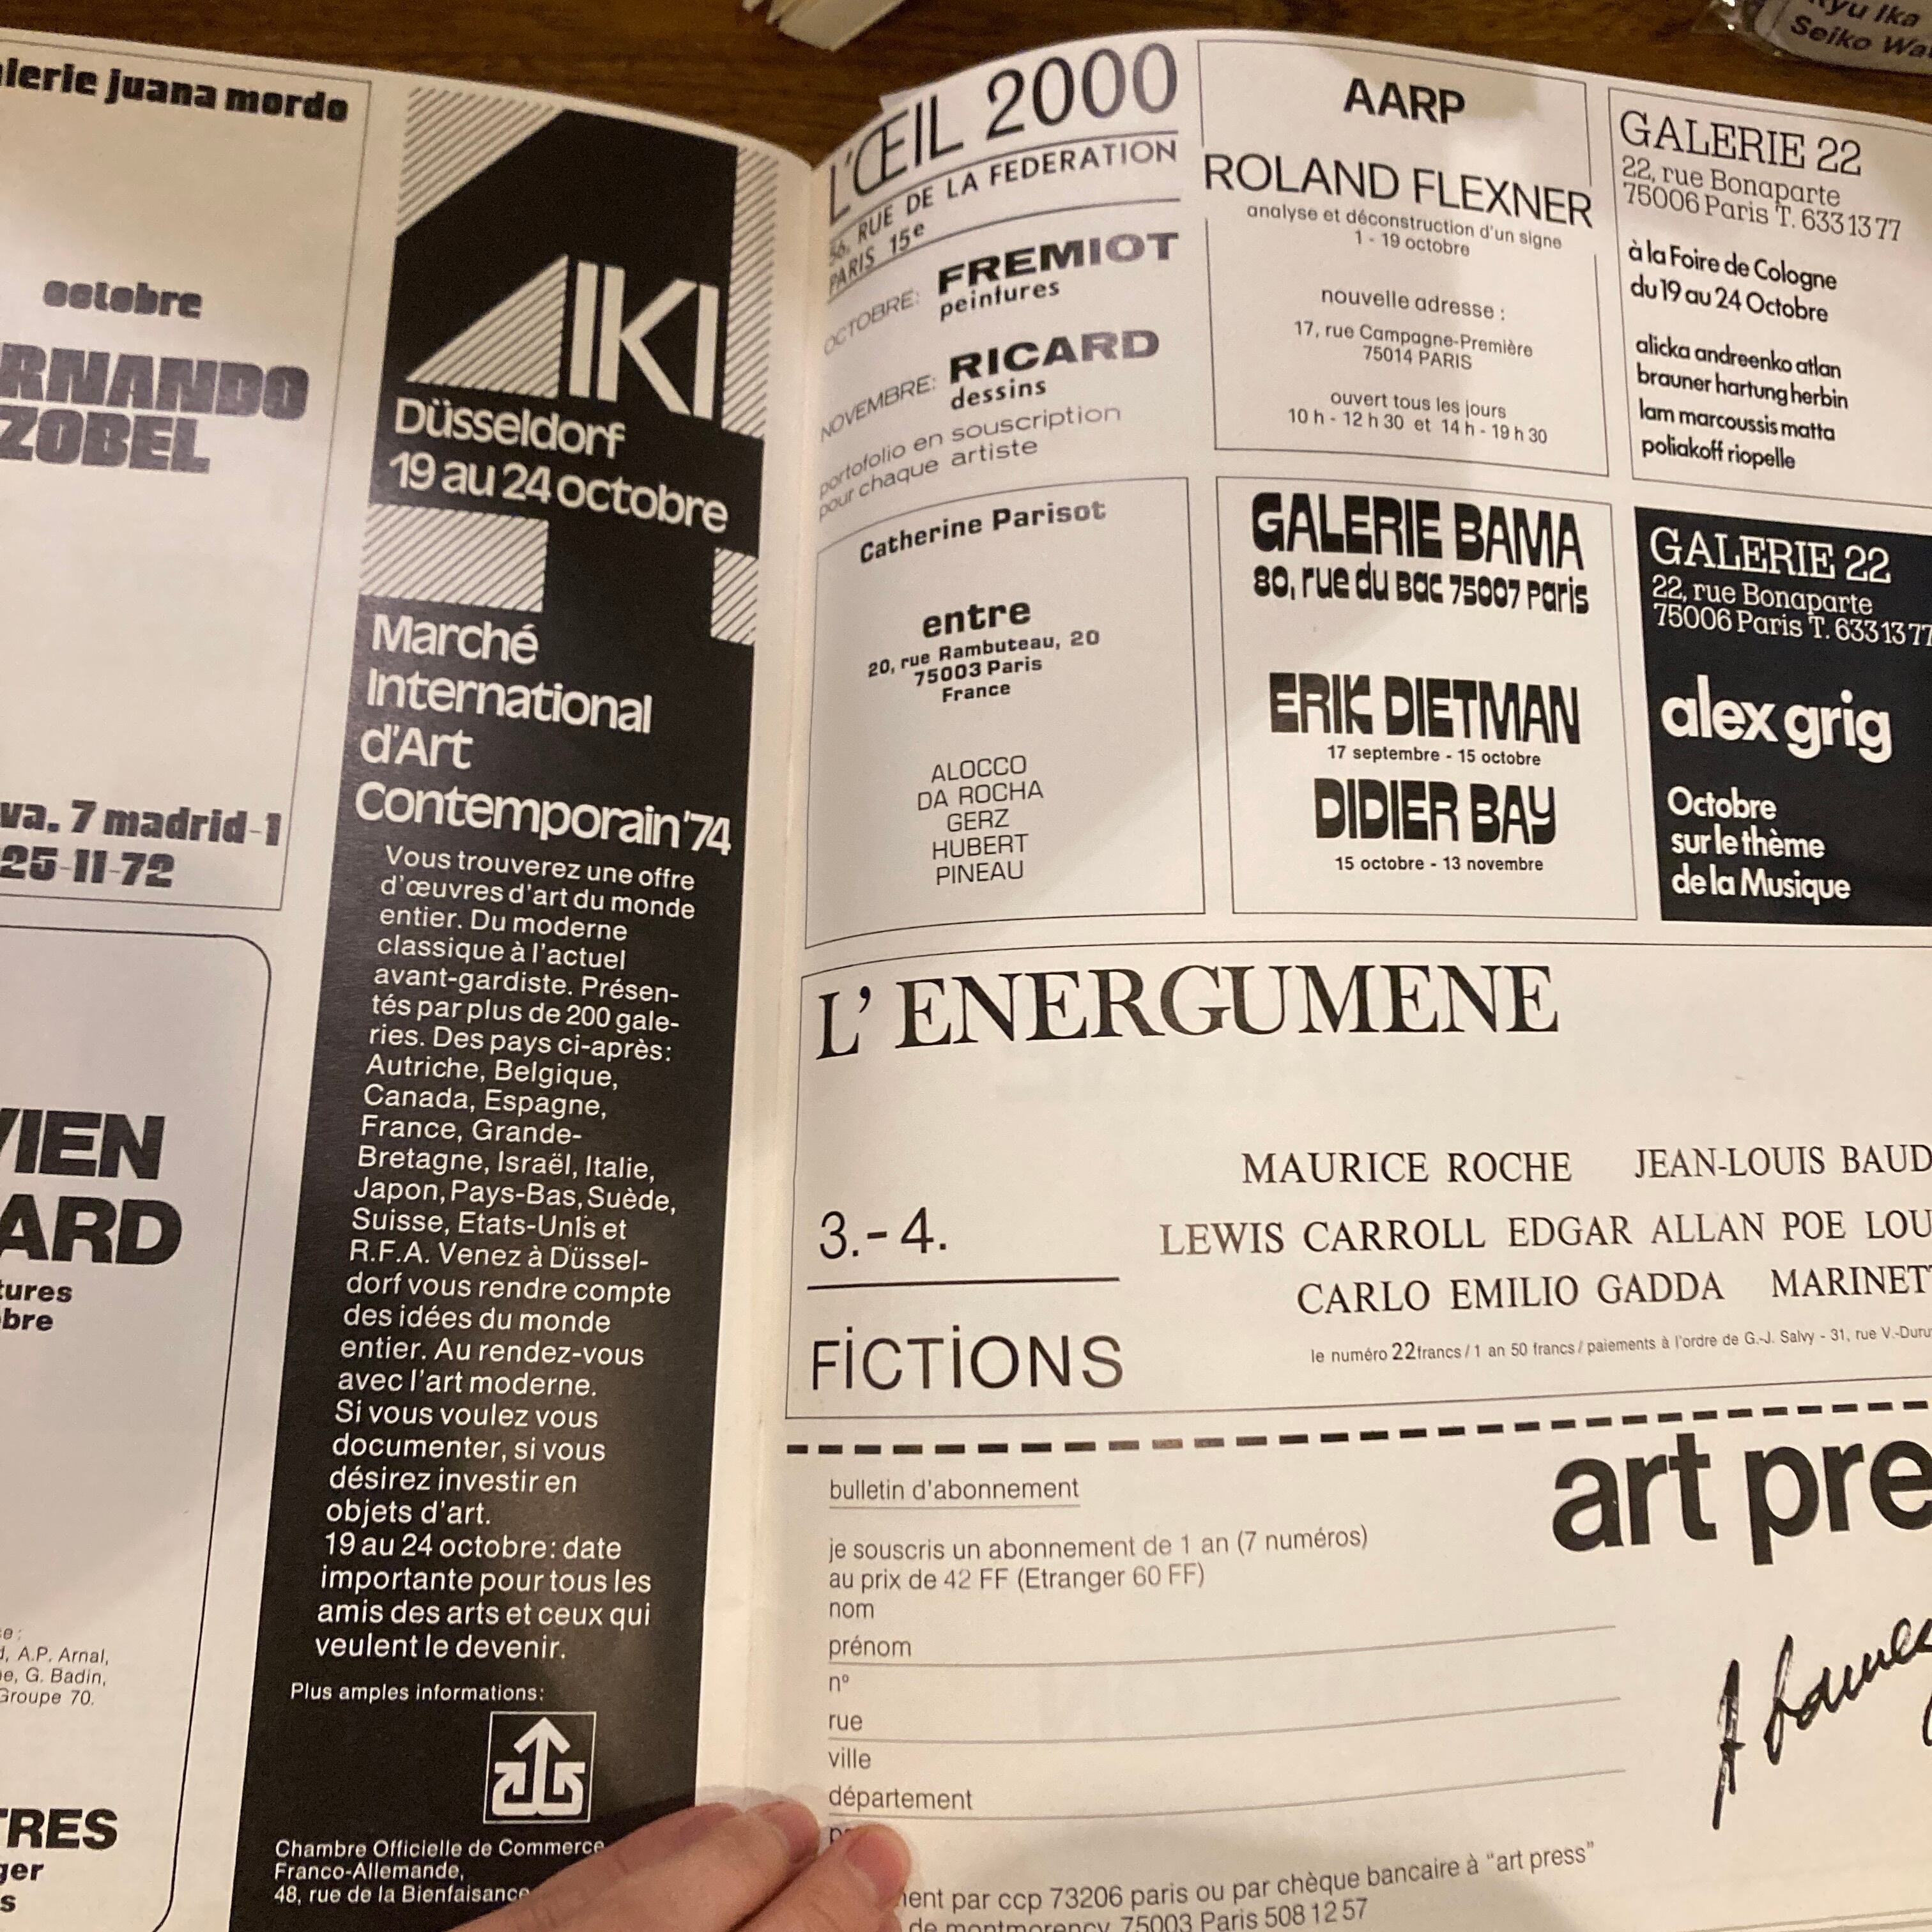 Ryu Ika
Seiko
juana mordo
octobre
ZOBEL
7 madrid-1
25-11-72
A.P. Arnal,
G. Badin,
Groupe 70.
IKI
Düsseldorf
19 au 24 octobre
Marché
International
d'Art
Contemporain '74
Vous trouverez une offre
d'œuvres d'art du monde
entier. Du moderne
classique à l'actuel
avant-gardiste. Présen-
tés par plus de 200 gale-
ries. Des pays ci-après:
Autriche, Belgique,
Canada, Espagne,
France, Grande-
Bretagne, Israël, Italie,
Japon, Pays-Bas, Suède,
Suisse, Etats-Unis et
R.F.A. Venez à Düssel-
dorf vous rendre compte
des idées du monde
entier. Au rendez-vous
avec l'art moderne.
Si vous voulez vous
documenter, si vous
désirez investir en
objets d'art.
19 au 24 octobre: date
importante pour tous les
amis des arts et ceux qui
veulent le devenir.
Plus amples informations:
Chambre Officielle de Commerce
Franco-Allemande,
48, rue de la Bienfaisance
L'ŒIL 2000
56, RUE DE LA FEDERATION
PARIS 15e
OCTOBRE: FREMIOT
peintures
NOVEMBRE: RICARD
dessins
portofolio en souscription
pour chaque artiste
AARP
ROLAND FLEXNER
analyse et déconstruction d'un signe
1 - 19 octobre
nouvelle adresse :
17, rue Campagne-Première
75014 PARIS
ouvert tous les jours
10 h - 12 h 30 et 14 h - 19 h 30
GALERIE 22
22, rue Bonaparte
75006 Paris T. 633 13 77
à la Foire de Cologne
du 19 au 24 Octobre
alicka andreenko atlan
brauner hartung herbin
lam marcoussis matta
poliakoff riopelle
Catherine Parisot
entre
20, rue Rambuteau, 20
75003 Paris
France
ALOCCO
DA ROCHA
GERZ
HUBERT
PINEAU
GALERIE BAMA
80, rue du Bac 75007 Paris
ERIK DIETMAN
17 septembre - 15 octobre
DIDIER BAY
15 octobre - 13 novembre
GALERIE 22
22, rue Bonaparte
75006 Paris T. 633 13 77
alex grig
Octobre
sur le thème
de la Musique
L' ENERGUMENE
MAURICE ROCHE JEAN-LOUIS BAUD
3.-4.
LEWIS CARROLL EDGAR ALLAN POE LOU
CARLO EMILIO GADDA MARINET
FiCTiONS
le numéro 22 francs / 1 an 50 francs / paiements à l'ordre de G.-J. Salvy - 31, rue V.-Duru
bulletin d'abonnement
art pre
je souscris un abonnement de 1 an (7 numéros)
au prix de 42 FF (Etranger 60 FF)
nom
prénom
n°
rue
ville
département
par ccp 73206 paris ou par chèque bancaire à "art press"
de montmorency 75003 Paris 508 12 57